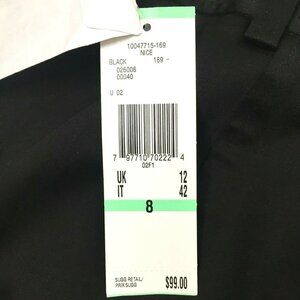 10047715-169
NICE
BLACK 169 -
026006
00040
U 02
7 97710 70222 4
02F1
UK 12
IT 42
8
SUGG RETAIL/
PRIX SUGG $99.00